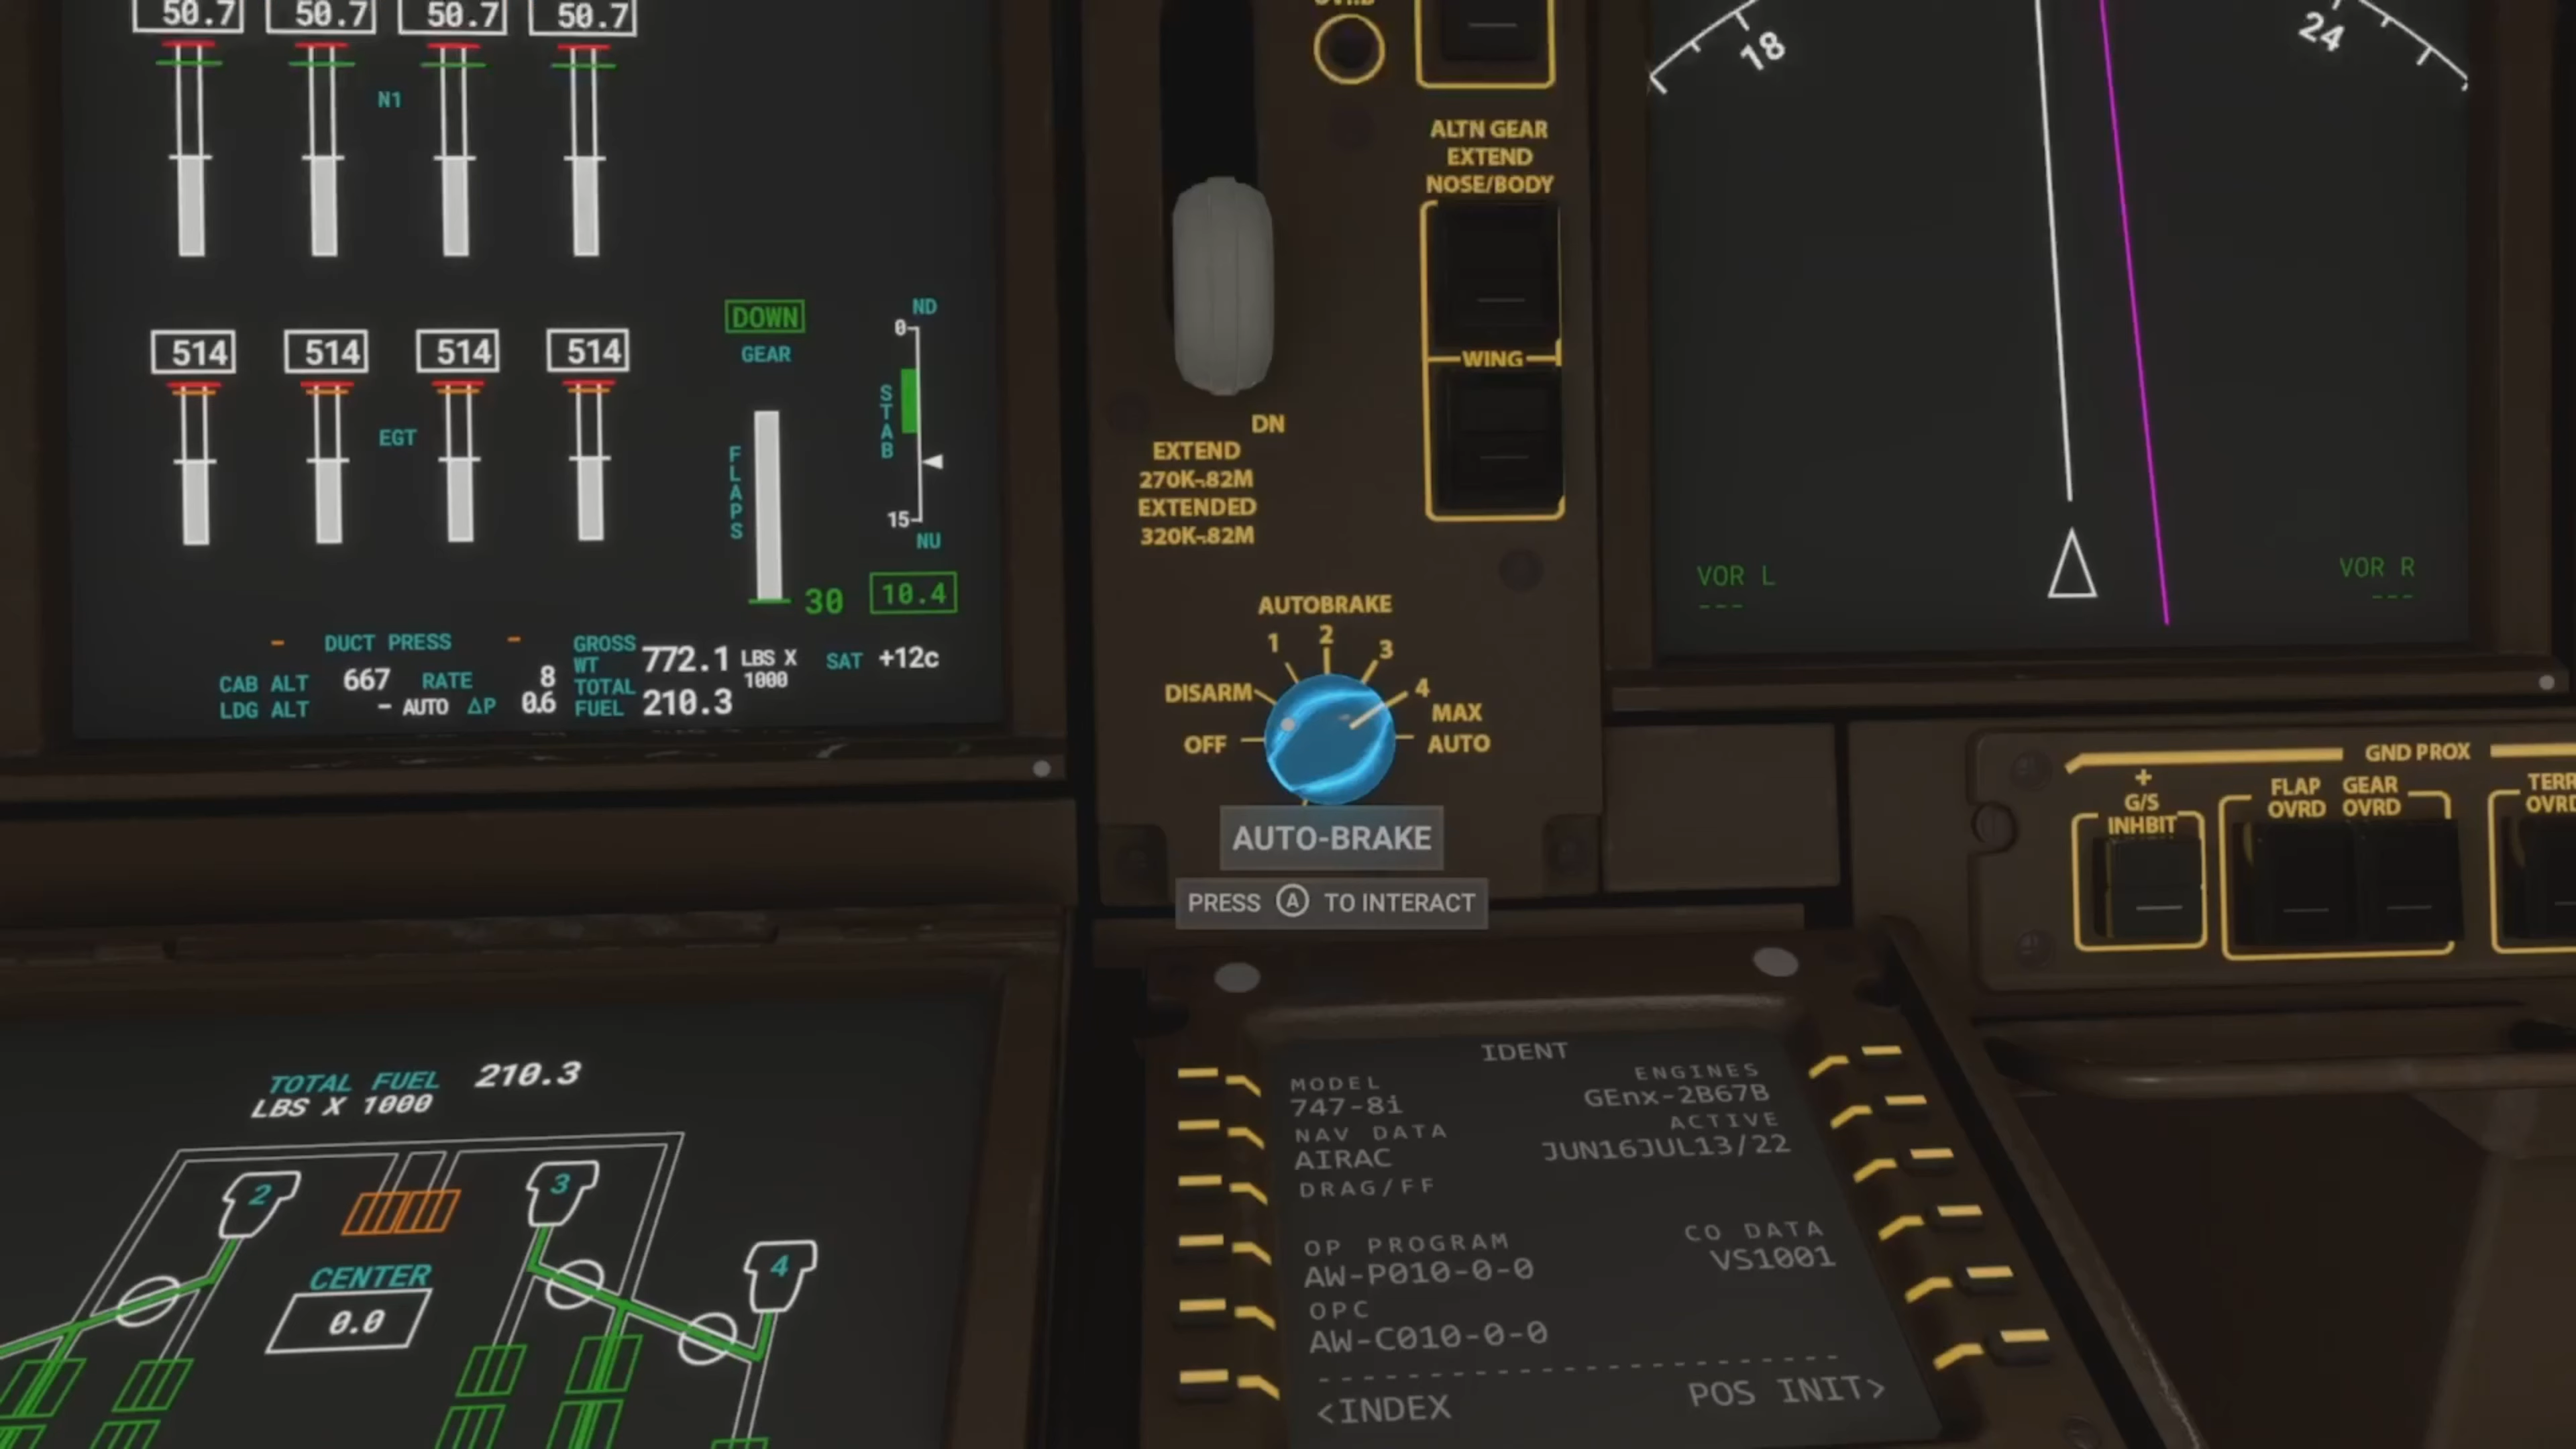 50.7 50.7 50.7 50.7
N1
514 514 514 514
EGT
DOWN
GEAR
FLAPS
30
ND
0
STAB
15
NU
10.4
DUCT PRESS
CAB ALT 667 RATE 8
LDG ALT - AUTO ΔP 0.6
GROSS WT 772.1 LBS X 1000
TOTAL FUEL 210.3
SAT +12c
ALTN GEAR
EXTEND
NOSE/BODY
WING
DN
EXTEND
270K-.82M
EXTENDED
320K-.82M
AUTOBRAKE
OFF
DISARM
1
2
3
4
MAX
AUTO
AUTO-BRAKE
PRESS A TO INTERACT
18
24
VOR L
---
VOR R
---
GND PROX
+
G/S
INHBIT
FLAP
OVRD
GEAR
OVRD
TOTAL FUEL 210.3
LBS X 1000
2
3
4
CENTER
0.0
IDENT
MODEL ENGINES
747-8i GEnx-2B67B
NAV DATA ACTIVE
AIRAC JUN16JUL13/22
DRAG/FF
OP PROGRAM CO DATA
AW-P010-0-0 VS1001
OPC
AW-C010-0-0
<INDEX POS INIT>